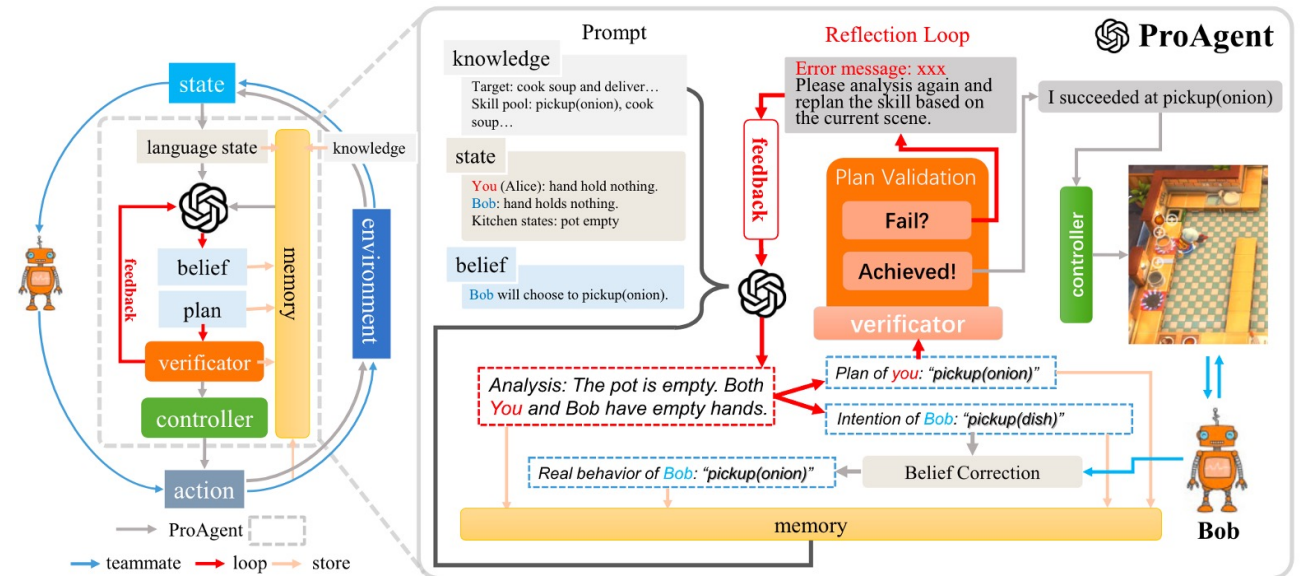 state
language state
knowledge
feedback
belief
plan
verificator
controller
action
memory
environment
ProAgent
teammate
loop
store
Prompt
knowledge
Target: cook soup and deliver…
Skill pool: pickup(onion), cook
soup…
state
You (Alice): hand hold nothing.
Bob: hand holds nothing.
Kitchen states: pot empty
belief
Bob will choose to pickup(onion).
Reflection Loop
Error message: xxx
Please analysis again and
replan the skill based on
the current scene.
feedback
Plan Validation
Fail?
Achieved!
verificator
ProAgent
I succeeded at pickup(onion)
controller
Analysis: The pot is empty. Both
You and Bob have empty hands.
Plan of you: “pickup(onion)”
Intention of Bob: “pickup(dish)”
Real behavior of Bob: “pickup(onion)”
Belief Correction
memory
Bob